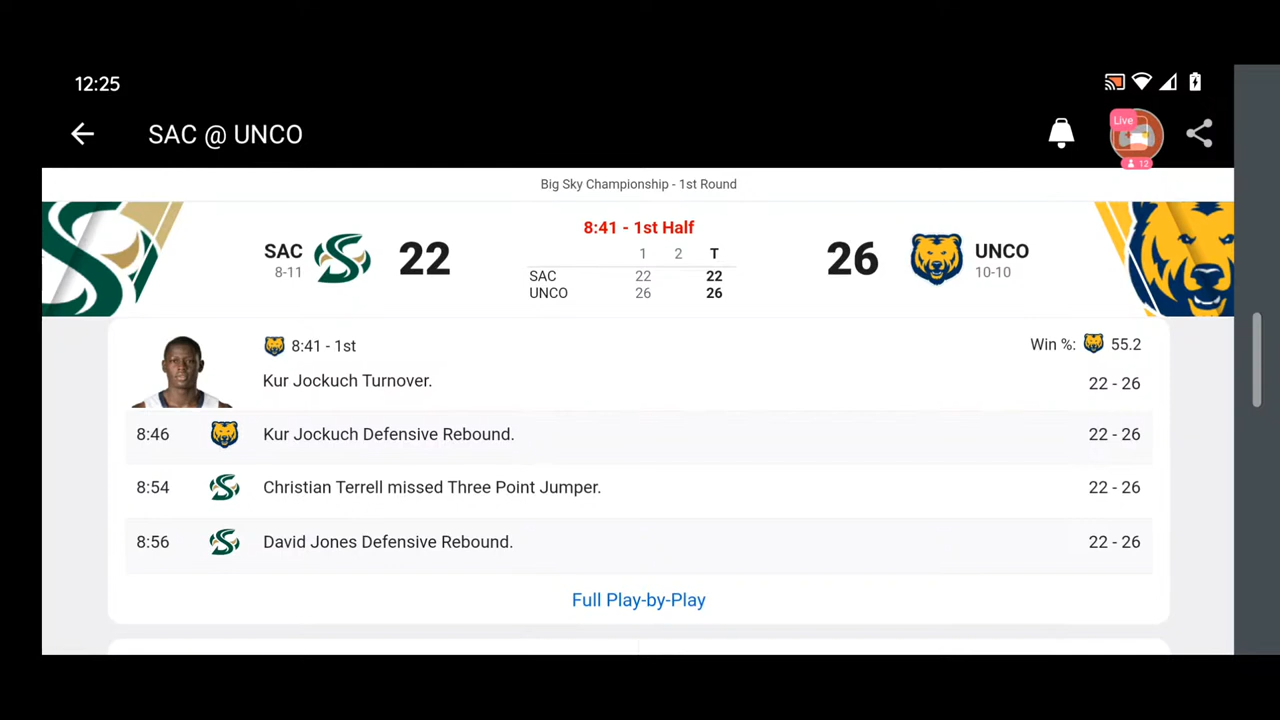 12:25
SAC @ UNCO
Live
12
Big Sky Championship - 1st Round
8:41 - 1st Half
SAC
8-11
22
26
UNCO
10-10
1 2 T
SAC 22 22
UNCO 26 26
8:41 - 1st
Win %: 55.2
Kur Jockuch Turnover. 22 - 26
8:46 Kur Jockuch Defensive Rebound. 22 - 26
8:54 Christian Terrell missed Three Point Jumper. 22 - 26
8:56 David Jones Defensive Rebound. 22 - 26
Full Play-by-Play